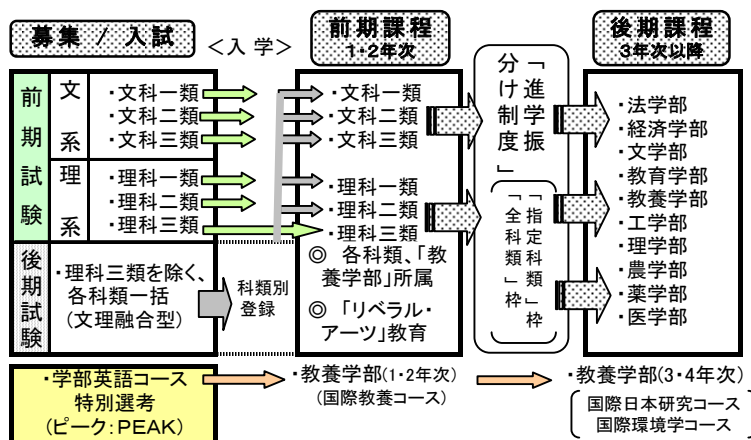 募集 / 入試
＜入 学＞
前期課程
1・2年次
後期課程
3年次以降
前期試験
文系
・文科一類
・文科二類
・文科三類
理系
・理科一類
・理科二類
・理科三類
後期試験
・理科三類を除く、
各科類一括
(文理融合型)
科類別
登録
・文科一類
・文科二類
・文科三類
・理科一類
・理科二類
・理科三類
◎ 各科類、「教
養学部」所属
◎ 「リベラル・
アーツ」教育
「進学振
分け制度」
「指定科類」枠
「全科類」枠
・法学部
・経済学部
・文学部
・教育学部
・教養学部
・工学部
・理学部
・農学部
・薬学部
・医学部
・学部英語コース
特別選考
(ピーク:PEAK)
・教養学部(1・2年次)
(国際教養コース)
・教養学部(3・4年次)
国際日本研究コース
国際環境学コース